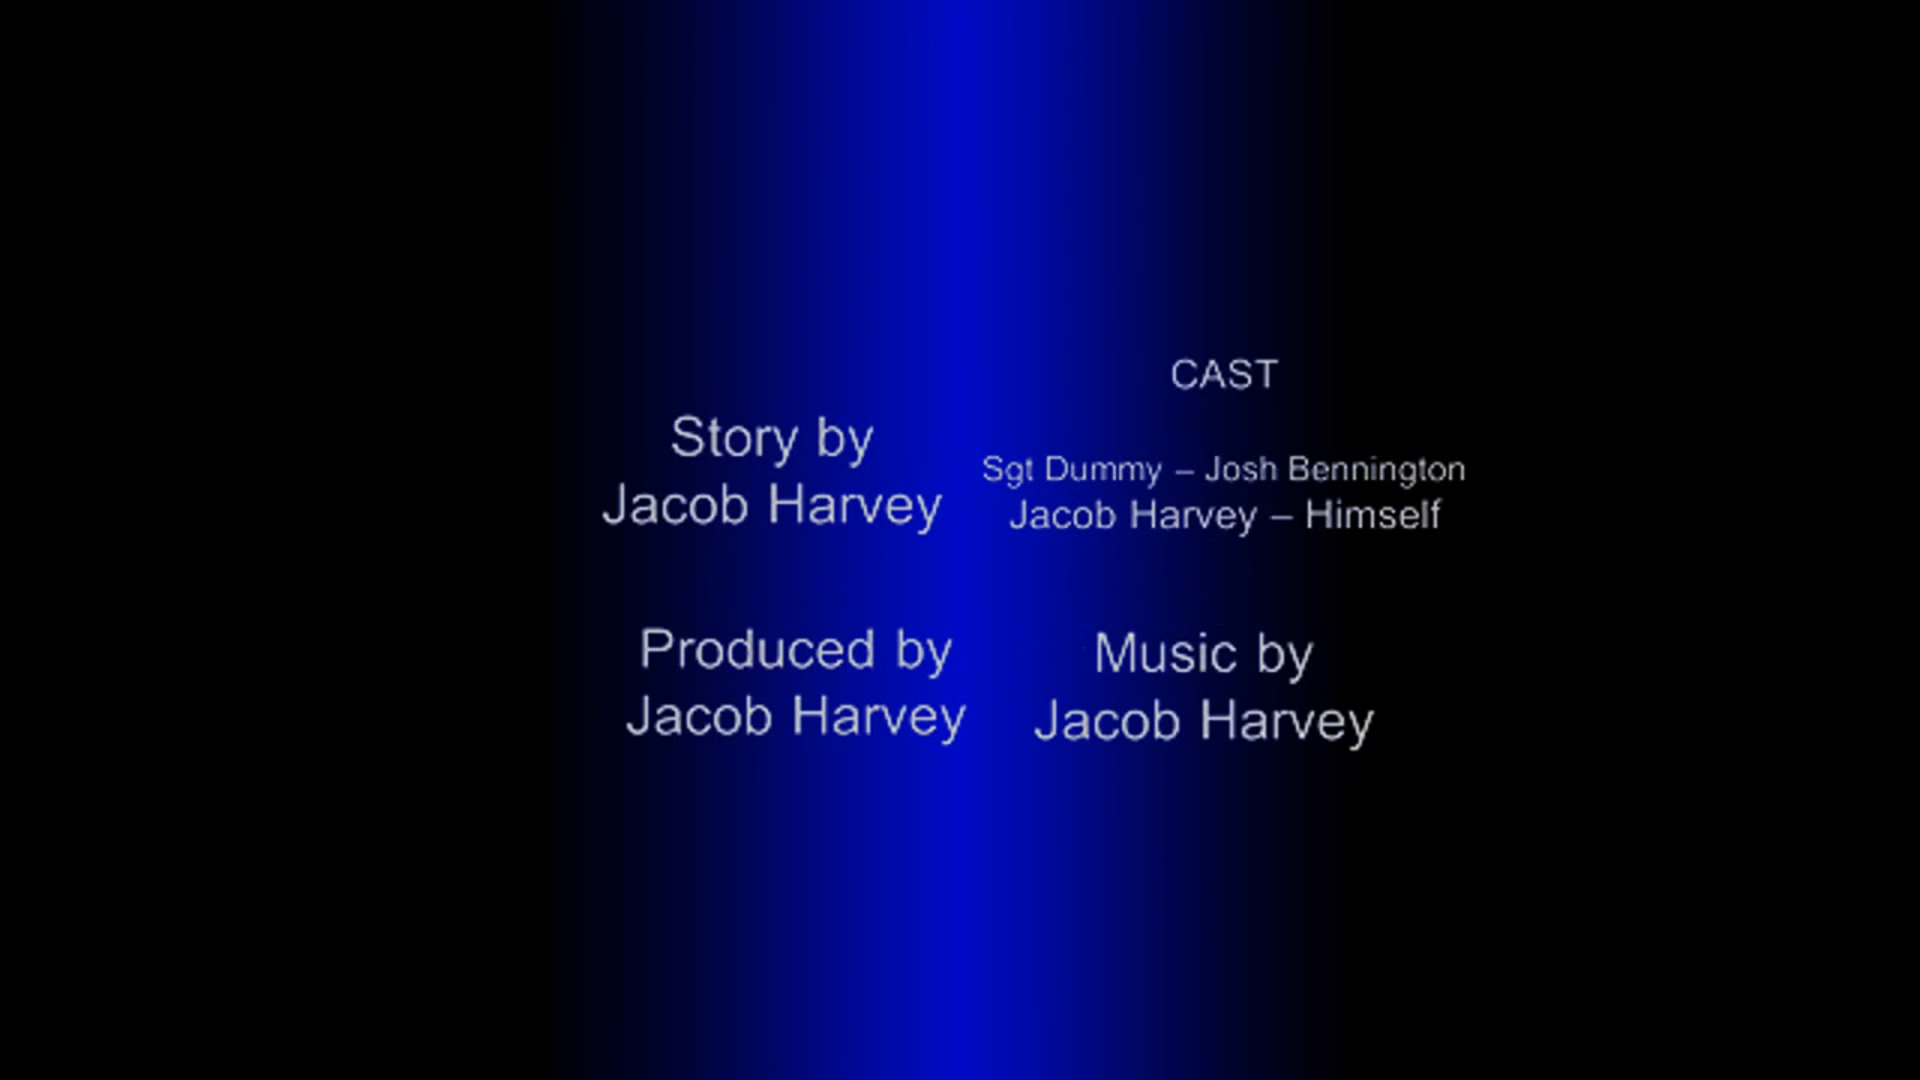 Story by
Jacob Harvey
CAST
Sgt Dummy – Josh Bennington
Jacob Harvey – Himself
Produced by
Jacob Harvey
Music by
Jacob Harvey